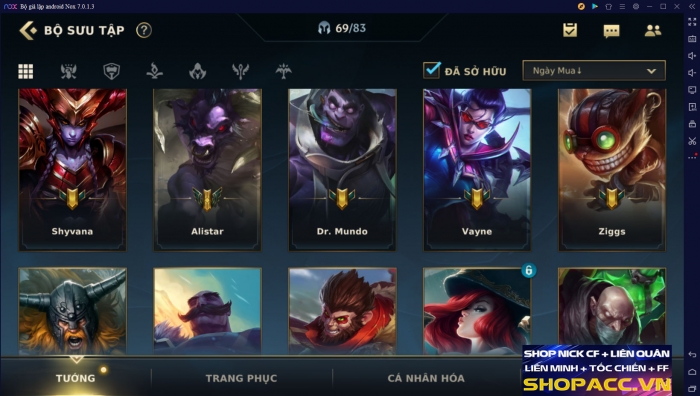 nox Bộ giả lập android Nox 7.0.1.3
BỘ SƯU TẬP ?
69/83
ĐÃ SỞ HỮU
Ngày Mua↓
Shyvana
Alistar
Dr. Mundo
Vayne
Ziggs
6
TƯỚNG
TRANG PHỤC
CÁ NHÂN HÓA
SHOP NICK CF + LIÊN QUÂN
LIÊN MINH + TỐC CHIẾN + FF
SHOPACC.VN